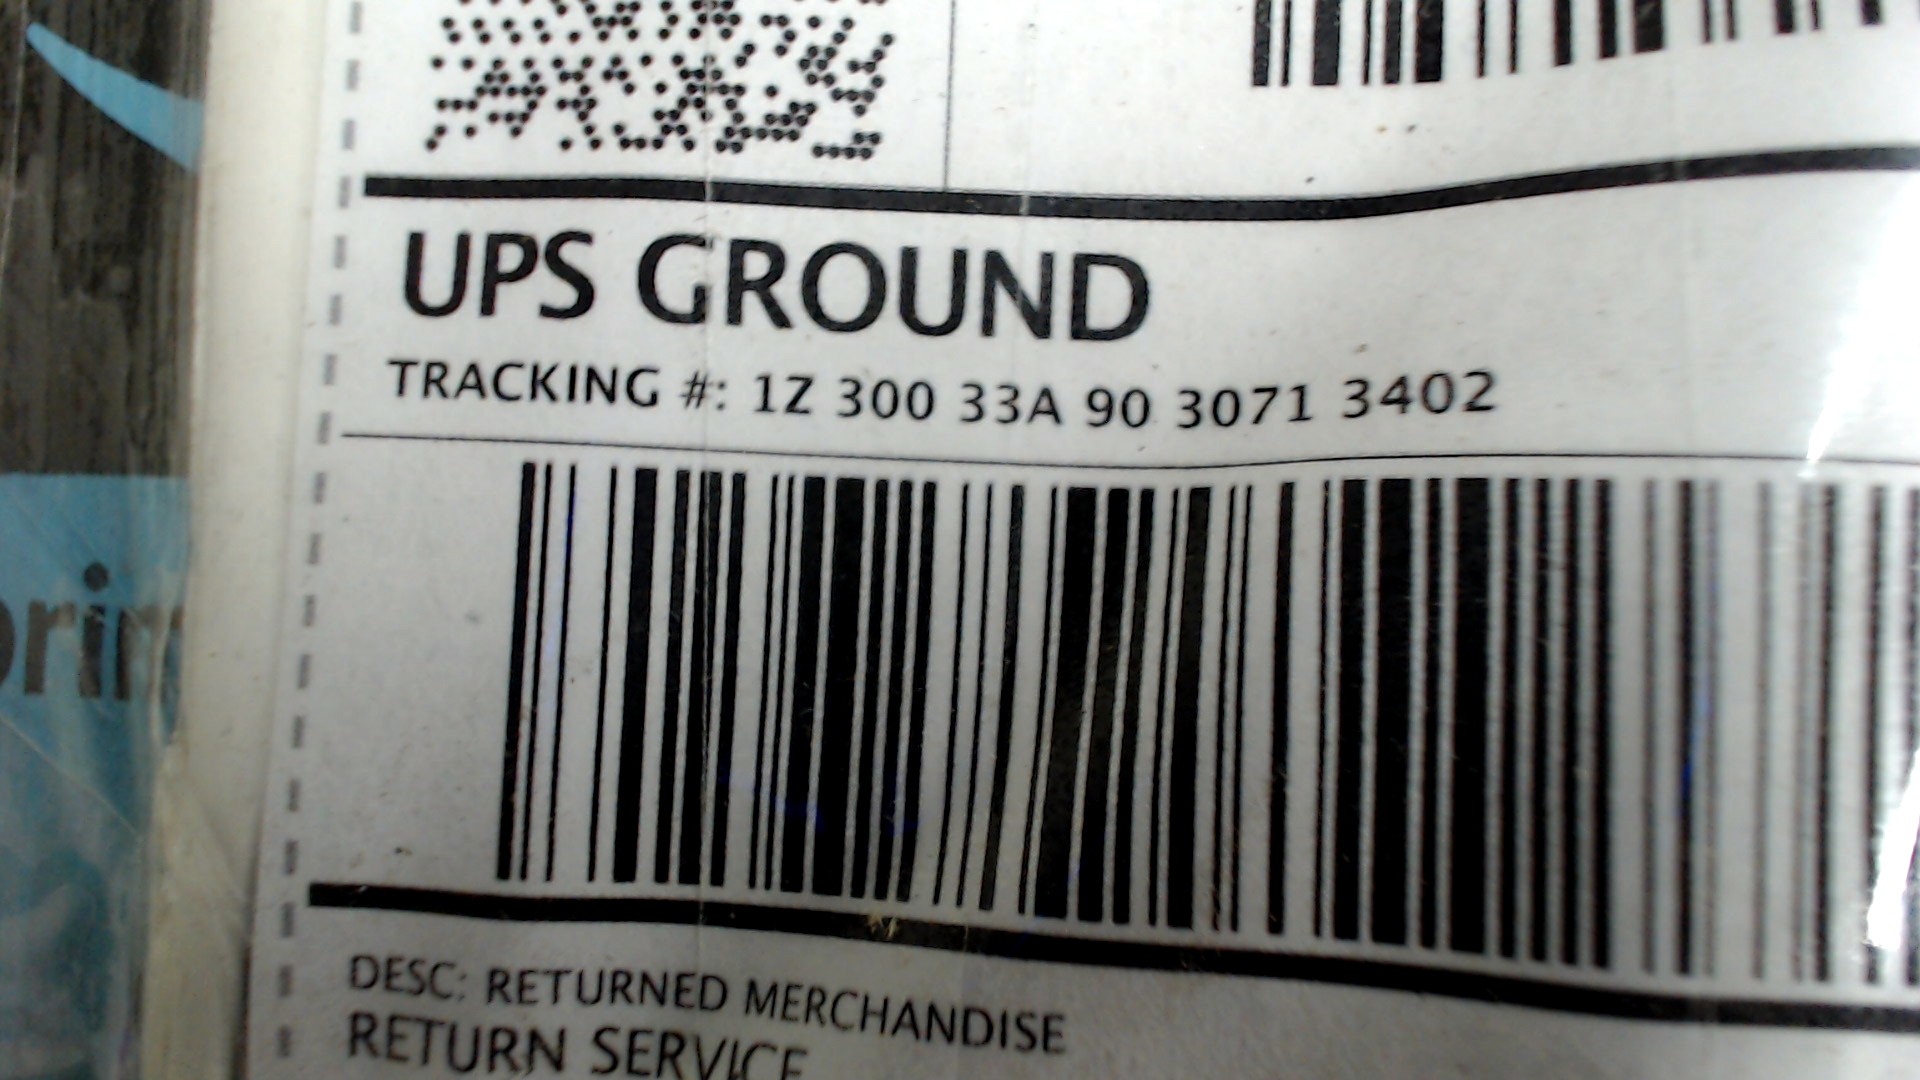 UPS GROUND
TRACKING #: 1Z 300 33A 90 3071 3402
DESC: RETURNED MERCHANDISE
RETURN SERVICE